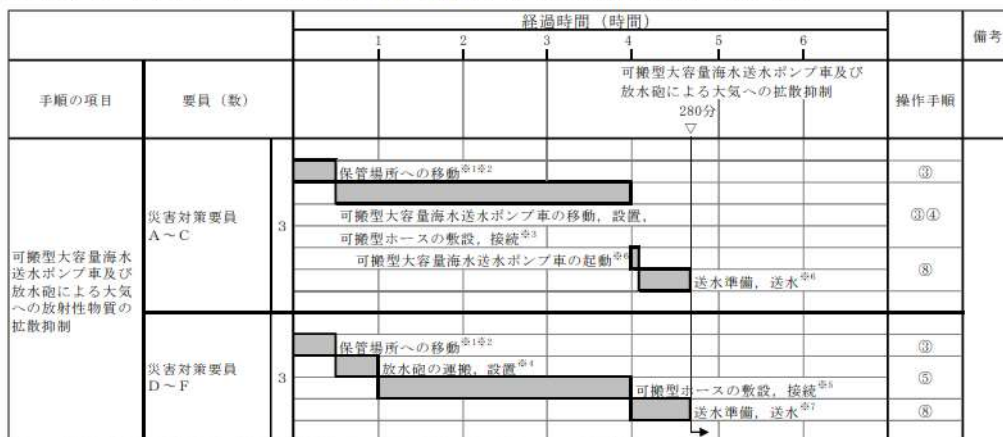 経過時間（時間）
備考
1 2 3 4 5 6
手順の項目
要員（数）
可搬型大容量海水送水ポンプ車及び
放水砲による大気への拡散抑制
280分
▽
操作手順
可搬型大容量海水
送水ポンプ車及び
放水砲による大気
への放射性物質の
拡散抑制
災害対策要員
A～C
3
保管場所への移動※1※2
③
可搬型大容量海水送水ポンプ車の移動，設置，
可搬型ホースの敷設，接続※3
③④
可搬型大容量海水送水ポンプ車の起動※6
送水準備，送水※6
⑧
災害対策要員
D～F
3
保管場所への移動※1※2
③
放水砲の運搬，設置※4
可搬型ホースの敷設，接続※5
⑤
送水準備，送水※7
⑧